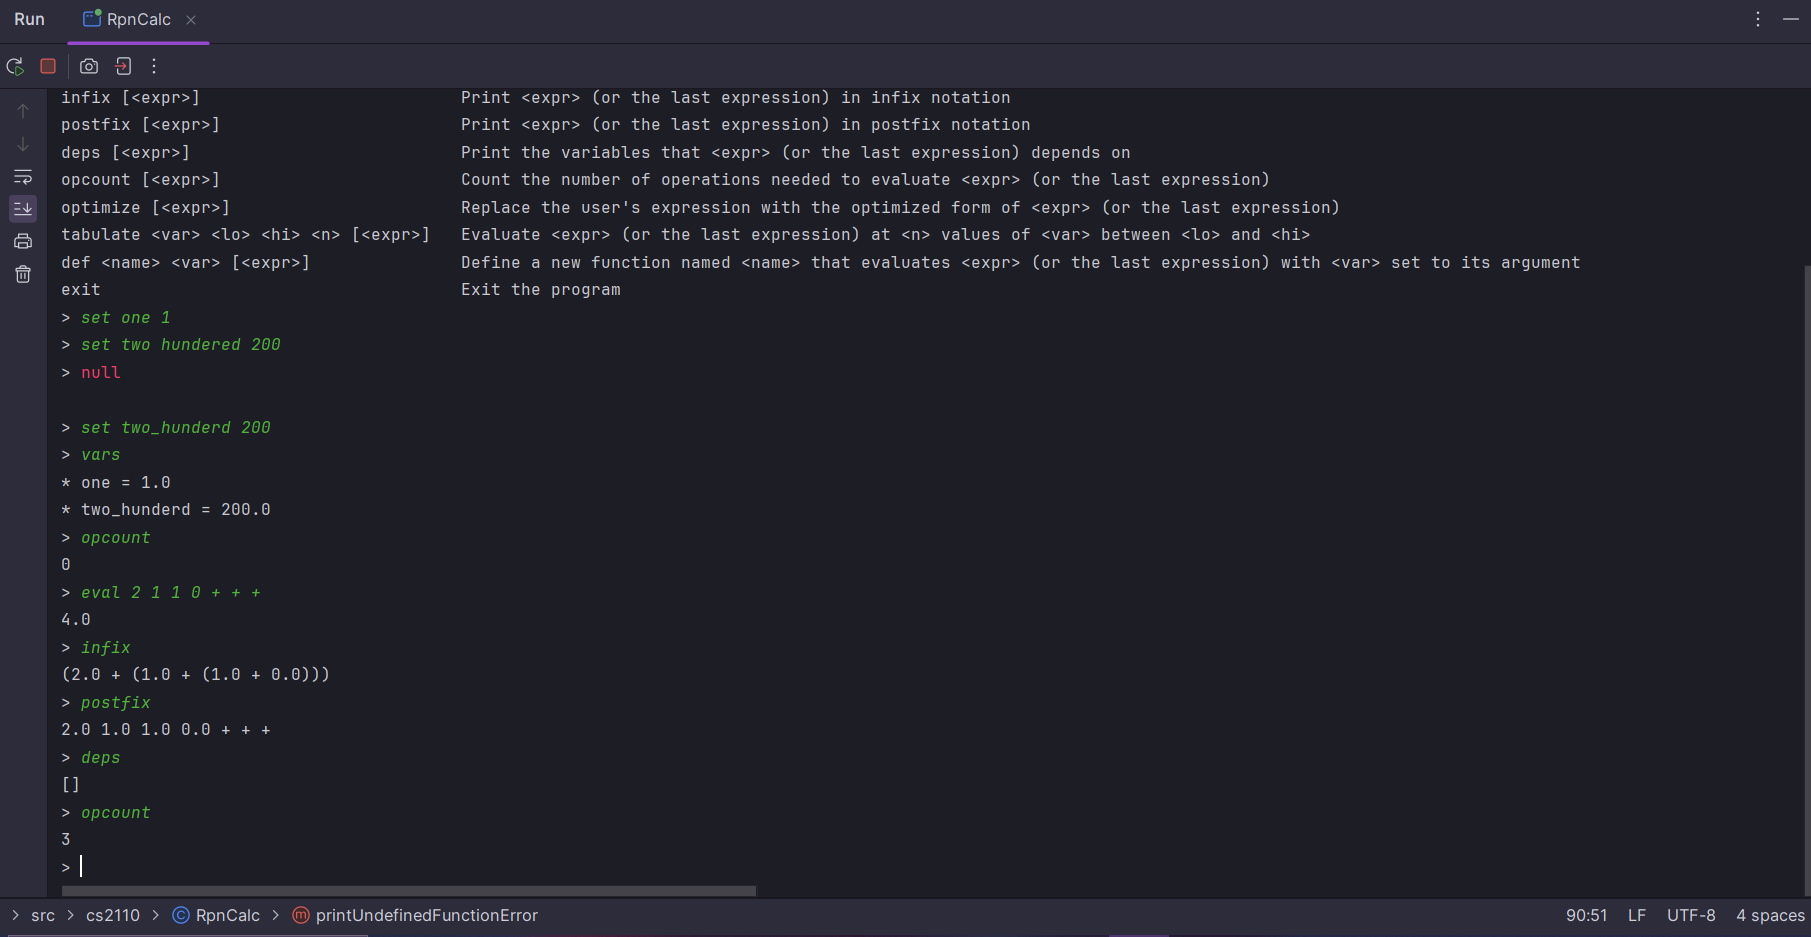 Run RpnCalc
infix [<expr>] Print <expr> (or the last expression) in infix notation
postfix [<expr>] Print <expr> (or the last expression) in postfix notation
deps [<expr>] Print the variables that <expr> (or the last expression) depends on
opcount [<expr>] Count the number of operations needed to evaluate <expr> (or the last expression)
optimize [<expr>] Replace the user's expression with the optimized form of <expr> (or the last expression)
tabulate <var> <lo> <hi> <n> [<expr>] Evaluate <expr> (or the last expression) at <n> values of <var> between <lo> and <hi>
def <name> <var> [<expr>] Define a new function named <name> that evaluates <expr> (or the last expression) with <var> set to its argument
exit Exit the program
> set one 1
> set two hundered 200
> null
> set two_hunderd 200
> vars
* one = 1.0
* two_hunderd = 200.0
> opcount
0
> eval 2 1 1 0 + + +
4.0
> infix
(2.0 + (1.0 + (1.0 + 0.0)))
> postfix
2.0 1.0 1.0 0.0 + + +
> deps
[]
> opcount
3
>
> src > cs2110 > RpnCalc > printUndefinedFunctionError 90:51 LF UTF-8 4 spaces